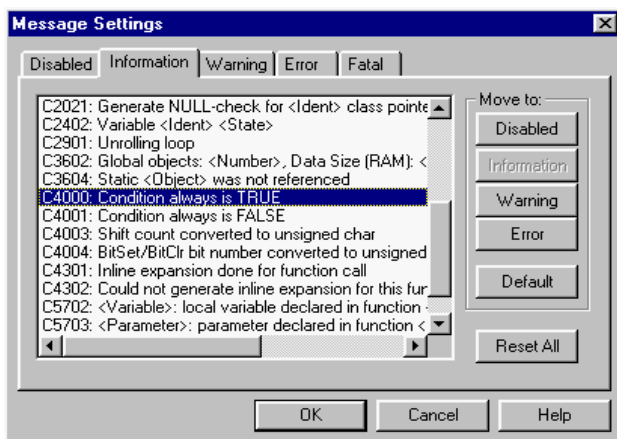 Message Settings
Disabled Information Warning Error Fatal
C2021: Generate NULL-check for <Ident> class pointe
C2402: Variable <Ident> <State>
C2901: Unrolling loop
C3602: Global objects: <Number>, Data Size (RAM): <
C3604: Static <Object> was not referenced
C4000: Condition always is TRUE
C4001: Condition always is FALSE
C4003: Shift count converted to unsigned char
C4004: BitSet/BitClr bit number converted to unsigned
C4301: Inline expansion done for function call
C4302: Could not generate inline expansion for this fun
C5702: <Variable>: local variable declared in function
C5703: <Parameter>: parameter declared in function <
Move to:
Disabled
Information
Warning
Error
Default
Reset All
OK Cancel Help